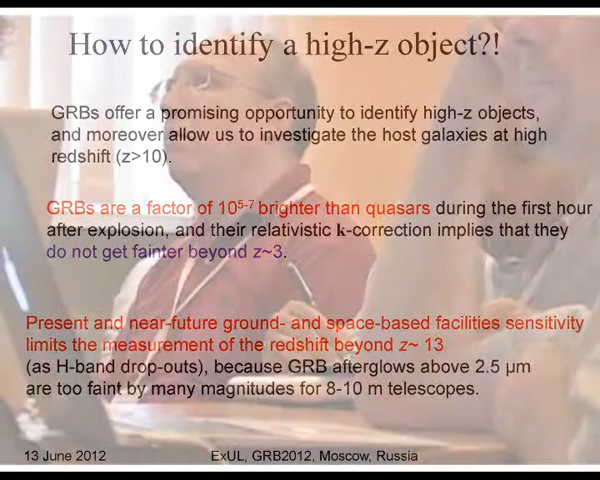 How to identify a high-z object?!
GRBs offer a promising opportunity to identify high-z objects,
and moreover allow us to investigate the host galaxies at high
redshift (z>10).
GRBs are a factor of 10⁵⁻⁷ brighter than quasars during the first hour
after explosion, and their relativistic k-correction implies that they
do not get fainter beyond z~3.
Present and near-future ground- and space-based facilities sensitivity
limits the measurement of the redshift beyond z~ 13
(as H-band drop-outs), because GRB afterglows above 2.5 μm
are too faint by many magnitudes for 8-10 m telescopes.
13 June 2012
ExUL, GRB2012, Moscow, Russia